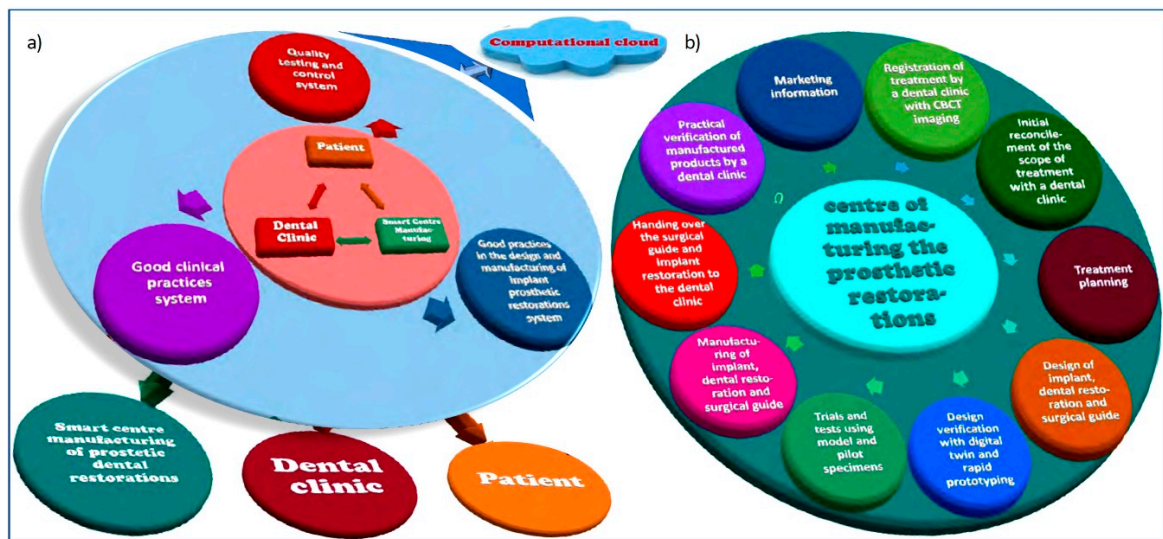 a)
Computational cloud
Quality
testing and
control
system
Patient
Dental
Clinic
Smart Centre
Manufac-
turing
Good clinical
practices
system
Good practices
in the design and
manufacturing of
implant
prosthetic
restorations
system
Smart centre
manufacturing
of prostetic
dental
restorations
Dental
clinic
Patient
b)
Marketing
information
Registration of
treatment by
a dental clinic
with CBCT
imaging
Initial
reconcile-
ment of the
scope of
treatment with
a dental clinic
Treatment
planning
Design of
implant,
dental resto-
ration and
surgical guide
Design
verification
with digital
twin and
rapid
prototyping
Trials and
tests using
model and
pilot
specimens
Manufactu-
ring of
implant,
dental resto-
ration and
surgical guide
Handing over
the surgical
guide and
implant
restoration to
the dental
clinic
Practical
verification of
manufactured
products by a
dental clinic
centre of
manufac-
turing the
prosthetic
restora-
tions